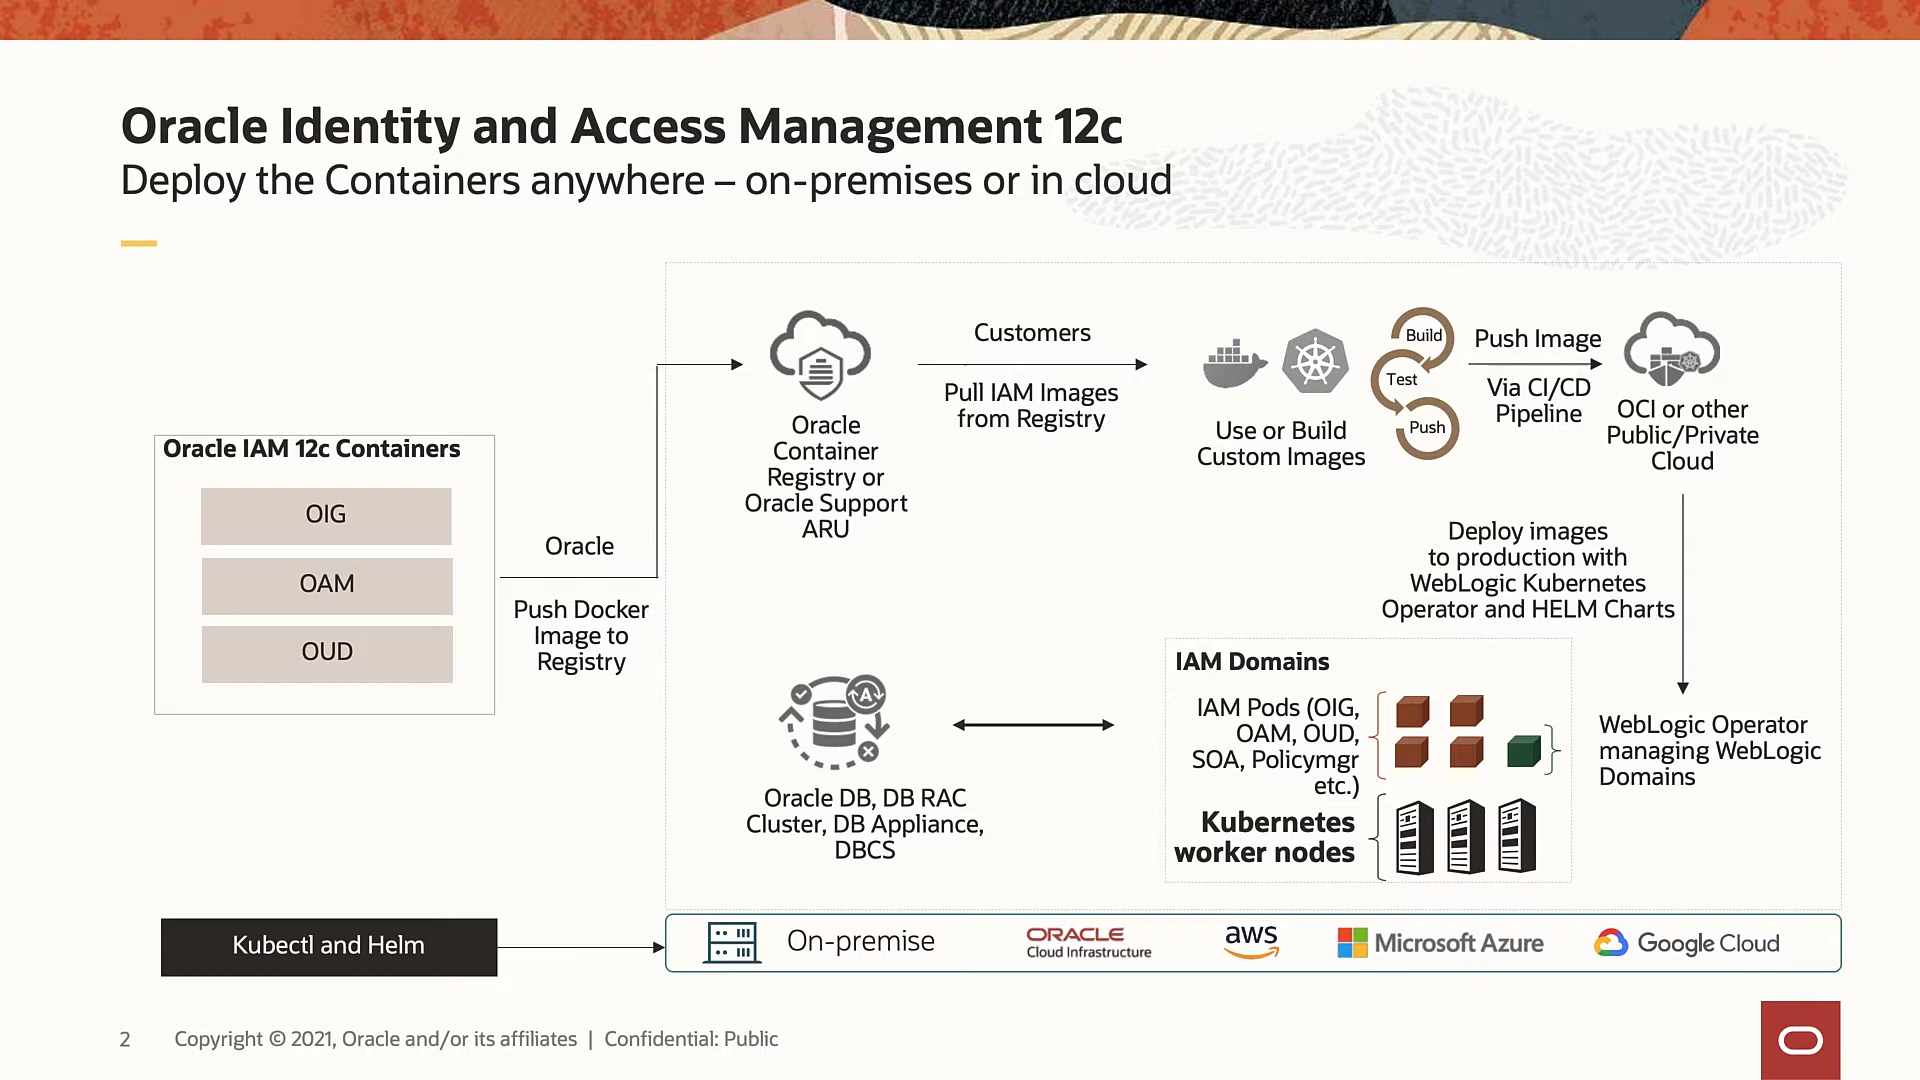 Oracle Identity and Access Management 12c
Deploy the Containers anywhere – on-premises or in cloud
Oracle IAM 12c Containers
OIG
OAM
OUD
Oracle
Push Docker
Image to
Registry
Oracle
Container
Registry or
Oracle Support
ARU
Customers
Pull IAM Images
from Registry
Use or Build
Custom Images
Build
Test
Push
Push Image
Via CI/CD
Pipeline
OCI or other
Public/Private
Cloud
Deploy images
to production with
WebLogic Kubernetes
Operator and HELM Charts
A
Oracle DB, DB RAC
Cluster, DB Appliance,
DBCS
IAM Domains
IAM Pods (OIG,
OAM, OUD,
SOA, Policymgr
etc.)
Kubernetes
worker nodes
WebLogic Operator
managing WebLogic
Domains
Kubectl and Helm
On-premise
ORACLE
Cloud Infrastructure
aws
Microsoft Azure
Google Cloud
2 Copyright © 2021, Oracle and/or its affiliates | Confidential: Public